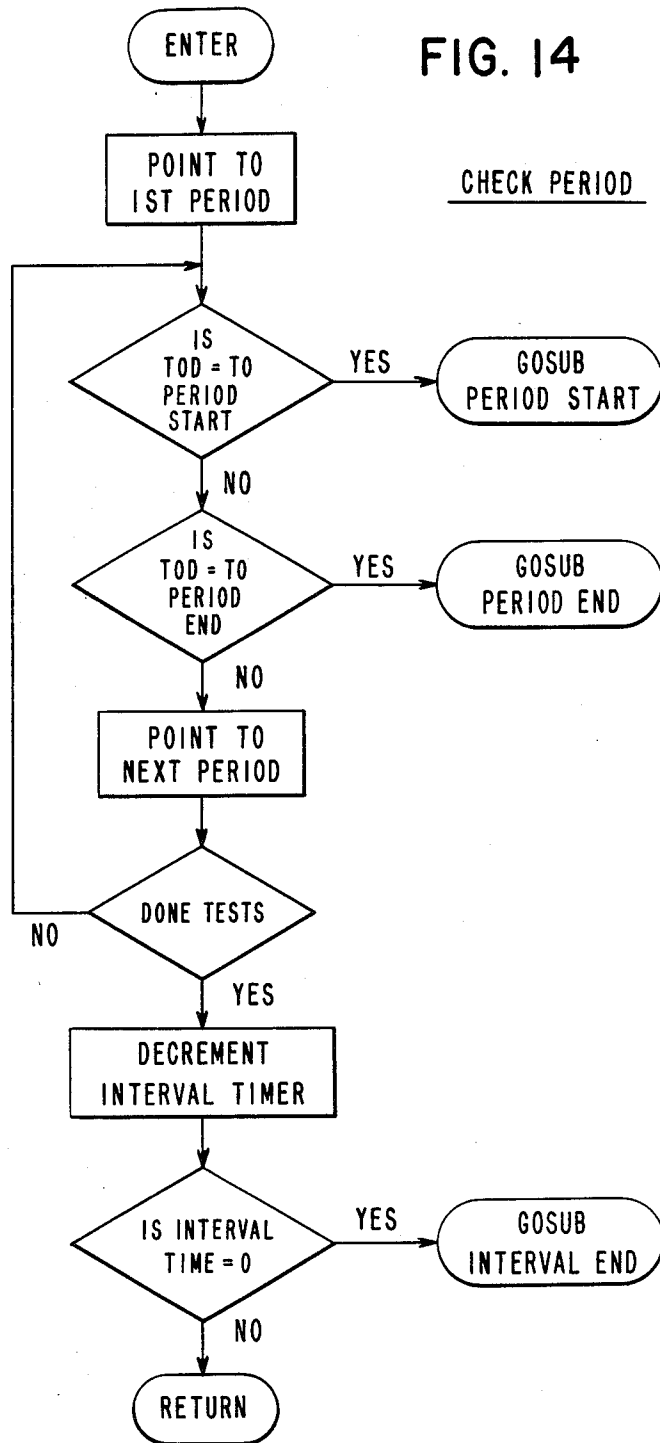 ENTER
FIG. 14
POINT TO
1ST PERIOD
CHECK PERIOD
IS
TOD = TO
PERIOD
START
YES
GOSUB
PERIOD START
NO
IS
TOD = TO
PERIOD
END
YES
GOSUB
PERIOD END
NO
POINT TO
NEXT PERIOD
DONE TESTS
NO
YES
DECREMENT
INTERVAL TIMER
IS INTERVAL
TIME = 0
YES
GOSUB
INTERVAL END
NO
RETURN